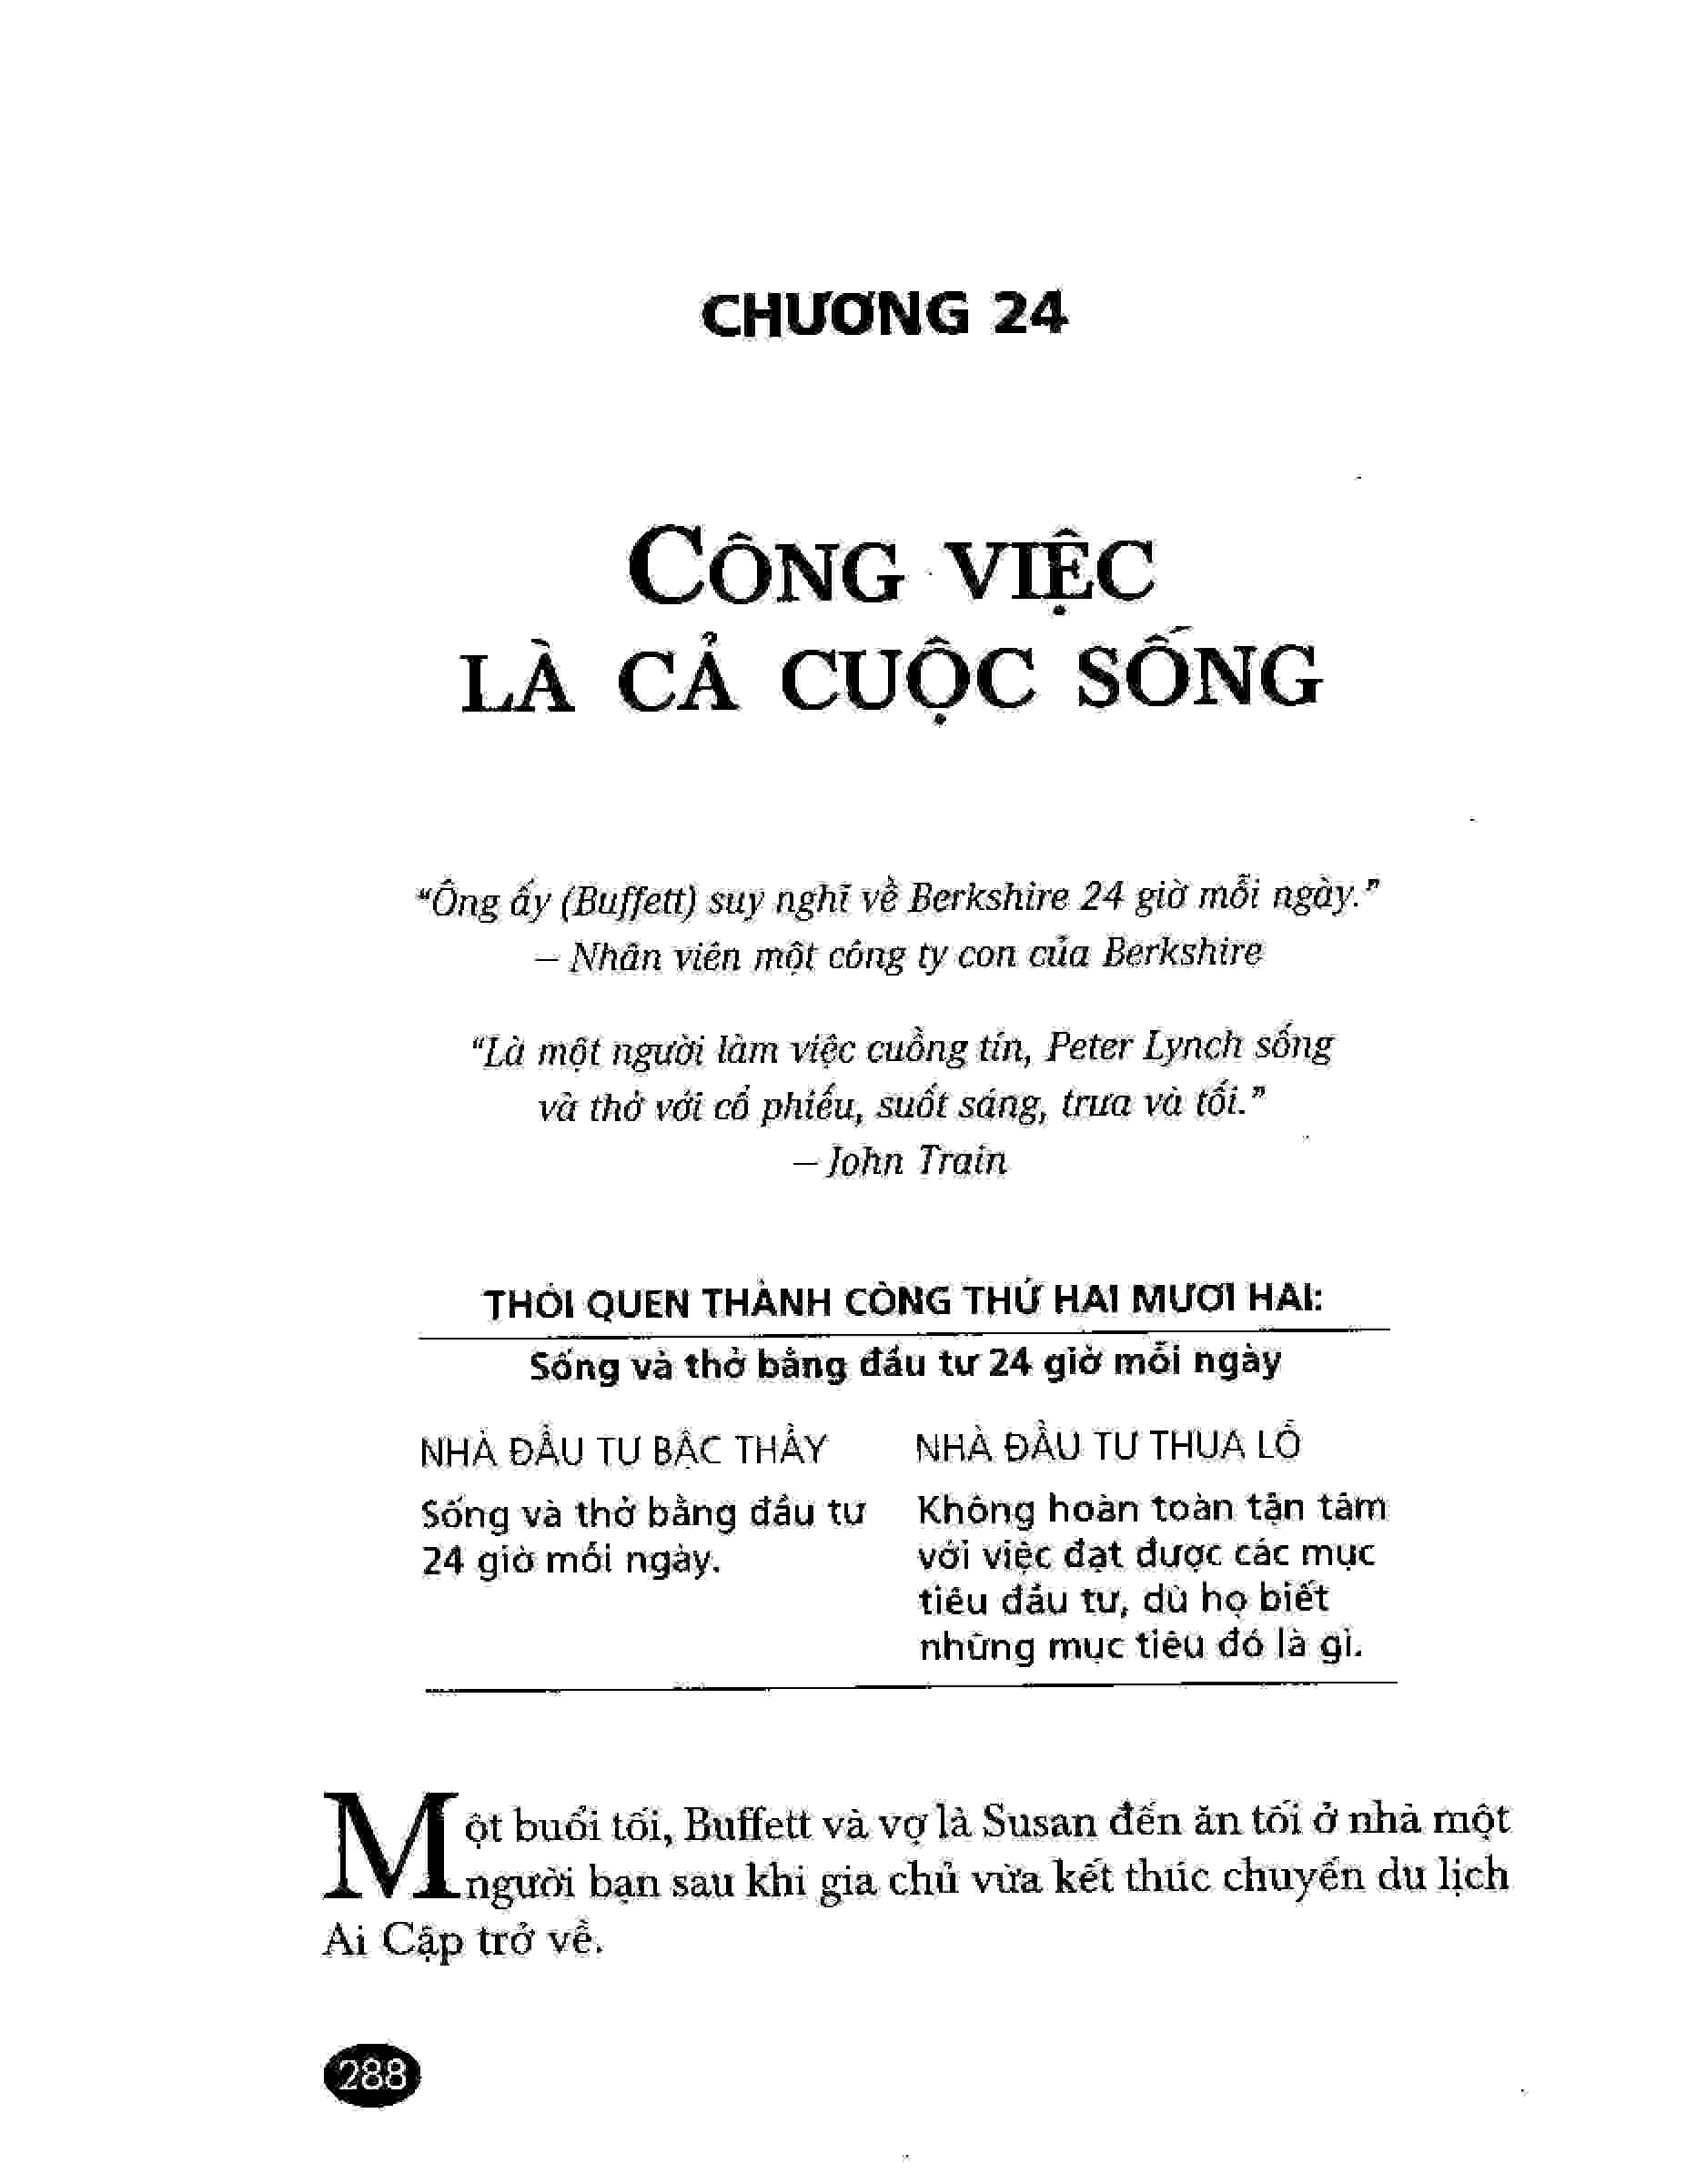 CHƯƠNG 24
CÔNG VIỆC
LÀ CẢ CUỘC SỐNG
“Ông ấy (Buffett) suy nghĩ về Berkshire 24 giờ mỗi ngày.”
– Nhân viên một công ty con của Berkshire
“Là một người làm việc cuồng tín, Peter Lynch sống
và thở với cổ phiếu, suốt sáng, trưa và tối.”
– John Train
THÓI QUEN THÀNH CÔNG THỨ HAI MƯƠI HAI:
Sống và thở bằng đầu tư 24 giờ mỗi ngày
NHÀ ĐẦU TƯ BẬC THẦY
Sống và thở bằng đầu tư
24 giờ mỗi ngày.
NHÀ ĐẦU TƯ THUA LỖ
Không hoàn toàn tận tâm
với việc đạt được các mục
tiêu đầu tư, dù họ biết
những mục tiêu đó là gì.
Một buổi tối, Buffett và vợ là Susan đến ăn tối ở nhà một
người bạn sau khi gia chủ vừa kết thúc chuyến du lịch
Ai Cập trở về.
288